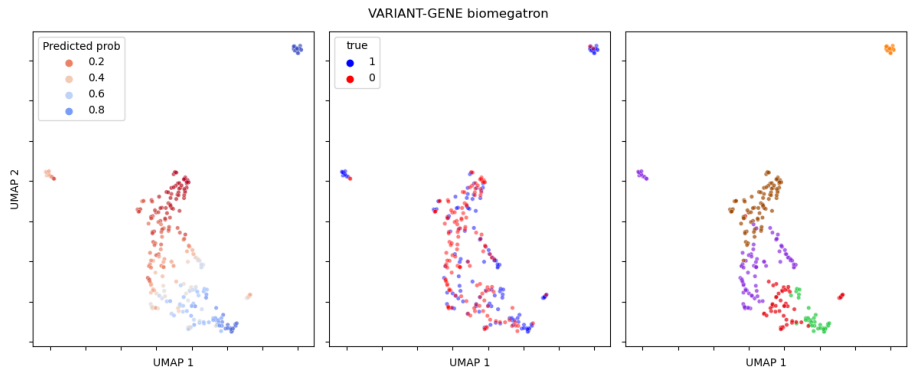 VARIANT-GENE biomegatron
Predicted prob
0.2
0.4
0.6
0.8
true
1
0
UMAP 2
UMAP 1
UMAP 1
UMAP 1